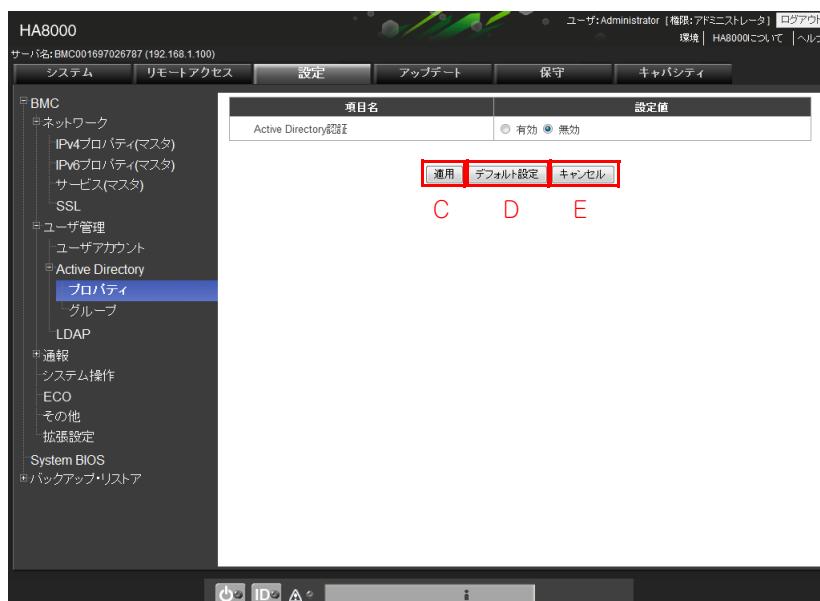 HA8000
ユーザ:Administrator [権限:アドミニストレータ] ログアウト
環境 | HA8000について | ヘル
サーバ名:BMC001697026787 (192.168.1.100)
システム リモートアクセス 設定 アップデート 保守 キャパシティ
BMC
ネットワーク
IPv4プロパティ(マスタ)
IPv6プロパティ(マスタ)
サービス(マスタ)
SSL
ユーザ管理
ユーザアカウント
Active Directory
プロパティ
グループ
LDAP
通報
システム操作
ECO
その他
拡張設定
System BIOS
バックアップ・リストア
項目名 設定値
Active Directory認証 有効 無効
適用 デフォルト設定 キャンセル
C D E
ID